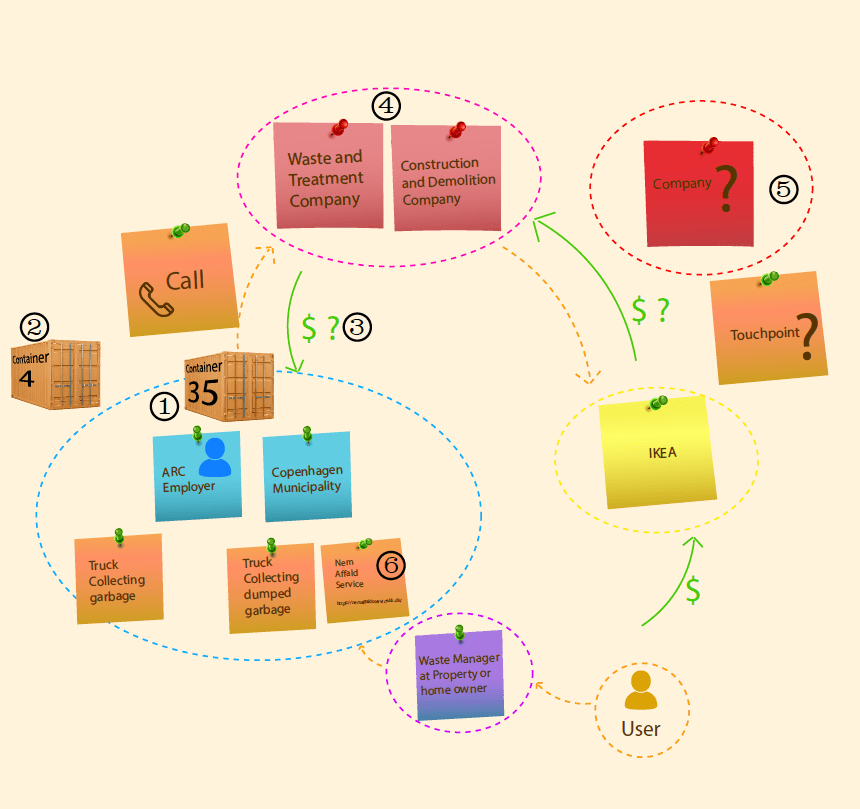 ④
Waste and
Treatment
Company
Construction
and Demolition
Company
Company ?
⑤
Call
②
Container
4
$ ?
③
$ ?
Touchpoint ?
①
Container
35
IKEA
ARC
Employer
Copenhagen
Municipality
Truck
Collecting
garbage
Truck
Collecting
dumped
garbage
Nem
Affald
Service
⑥
$
Waste Manager
at Property or
home owner
User